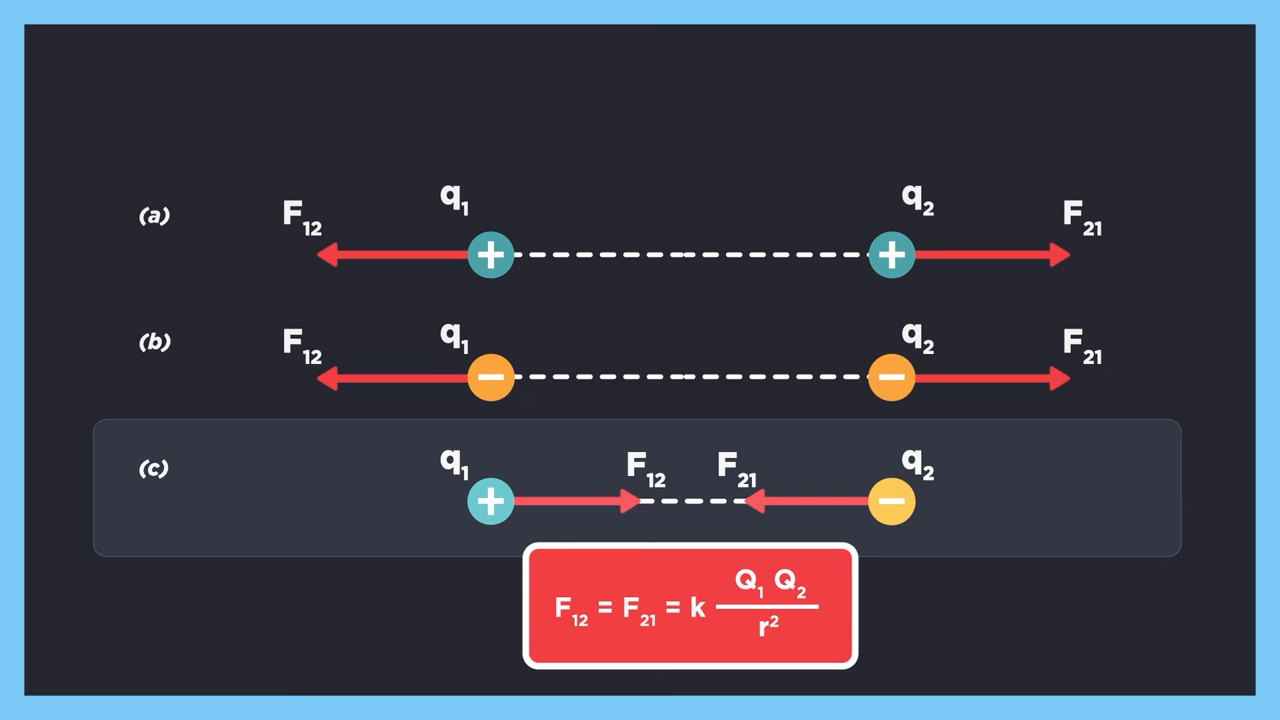 (a) F₁₂ q₁ q₂ F₂₁
+ +
(b) F₁₂ q₁ q₂ F₂₁
− −
(c) q₁ F₁₂ F₂₁ q₂
+ −
F₁₂ = F₂₁ = k Q₁ Q₂ / r²